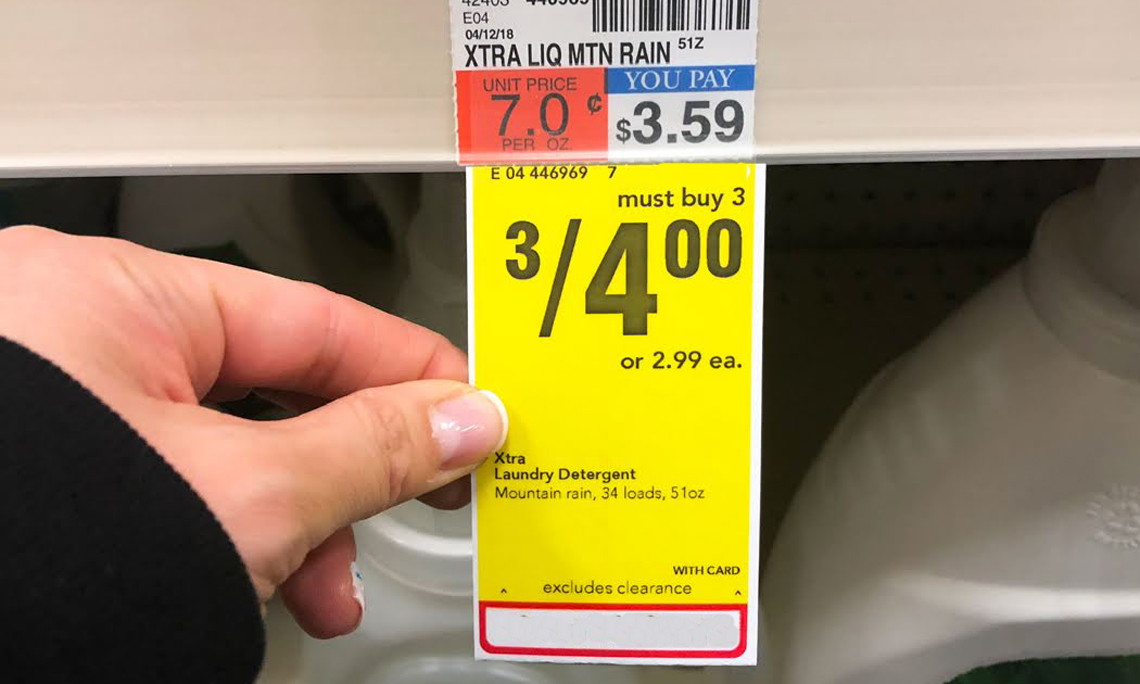 E04
04/12/18
XTRA LIQ MTN RAIN 51Z
UNIT PRICE YOU PAY
7.0 ¢ $3.59
PER OZ.
E 04 446969 7
must buy 3
3/4 00
or 2.99 ea.
Xtra
Laundry Detergent
Mountain rain, 34 loads, 51oz
WITH CARD
^ excludes clearance ^